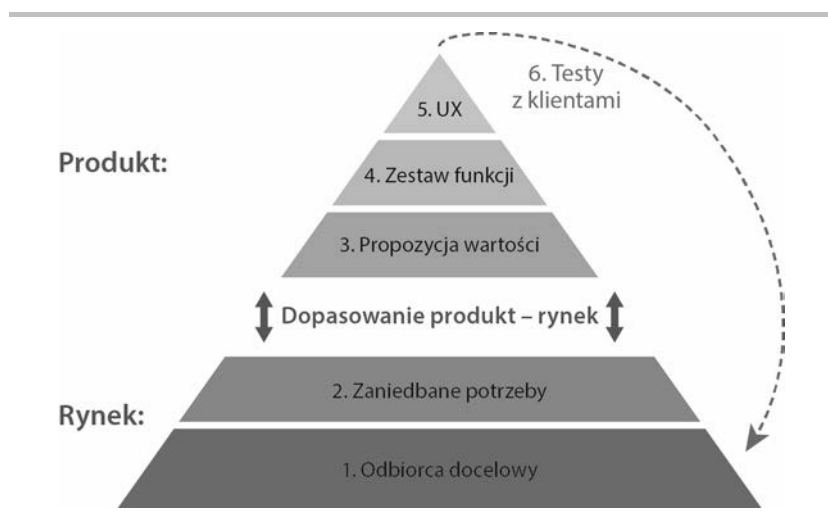 6. Testy
z klientami
5. UX
Produkt:
4. Zestaw funkcji
3. Propozycja wartości
Dopasowanie produkt – rynek
2. Zaniedbane potrzeby
Rynek:
1. Odbiorca docelowy